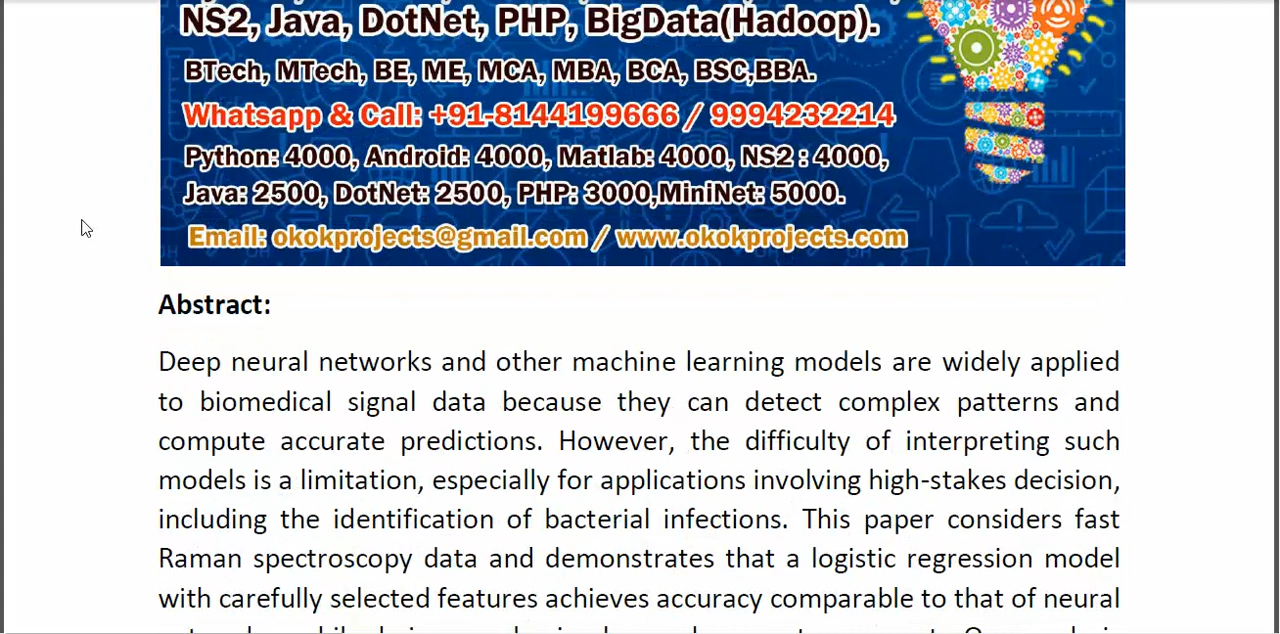 NS2, Java, DotNet, PHP, BigData(Hadoop).
BTech, MTech, BE, ME, MCA, MBA, BCA, BSC,BBA.
Whatsapp & Call: +91-8144199666 / 9994232214
Python: 4000, Android: 4000, Matlab: 4000, NS2 : 4000,
Java: 2500, DotNet: 2500, PHP: 3000,MiniNet: 5000.
Email: okokprojects@gmail.com / www.okokprojects.com
Abstract:
Deep neural networks and other machine learning models are widely applied
to biomedical signal data because they can detect complex patterns and
compute accurate predictions. However, the difficulty of interpreting such
models is a limitation, especially for applications involving high-stakes decision,
including the identification of bacterial infections. This paper considers fast
Raman spectroscopy data and demonstrates that a logistic regression model
with carefully selected features achieves accuracy comparable to that of neural